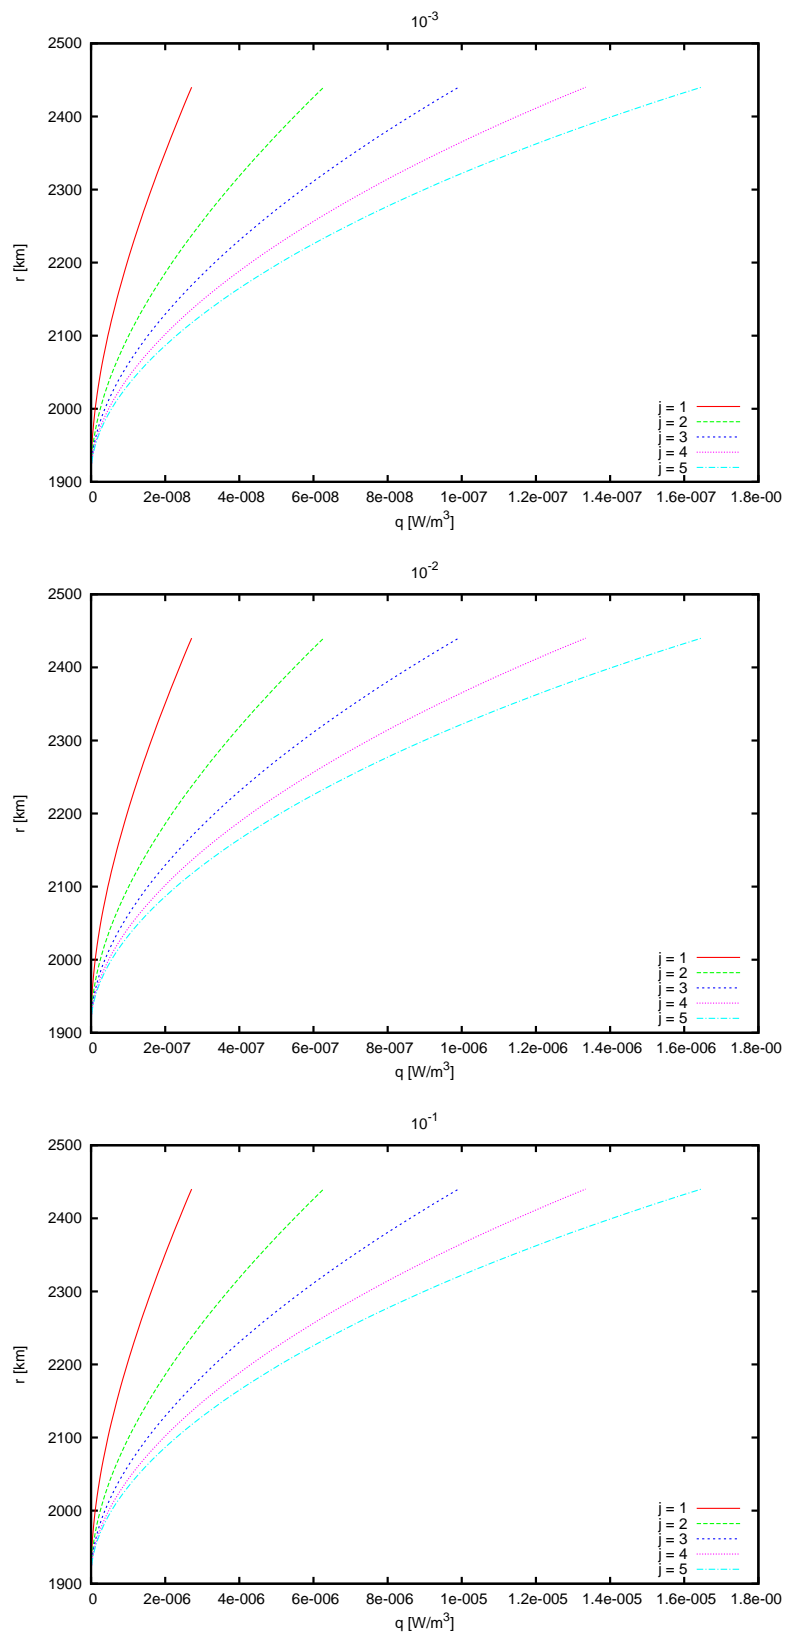 10^-3
2500
2400
2300
2200
2100
2000
1900
r [km]
j = 1
j = 2
j = 3
j = 4
j = 5
0 2e-008 4e-008 6e-008 8e-008 1e-007 1.2e-007 1.4e-007 1.6e-007 1.8e-00
q [W/m^3]
10^-2
2500
2400
2300
2200
2100
2000
1900
r [km]
j = 1
j = 2
j = 3
j = 4
j = 5
0 2e-007 4e-007 6e-007 8e-007 1e-006 1.2e-006 1.4e-006 1.6e-006 1.8e-00
q [W/m^3]
10^-1
2500
2400
2300
2200
2100
2000
1900
r [km]
j = 1
j = 2
j = 3
j = 4
j = 5
0 2e-006 4e-006 6e-006 8e-006 1e-005 1.2e-005 1.4e-005 1.6e-005 1.8e-00
q [W/m^3]